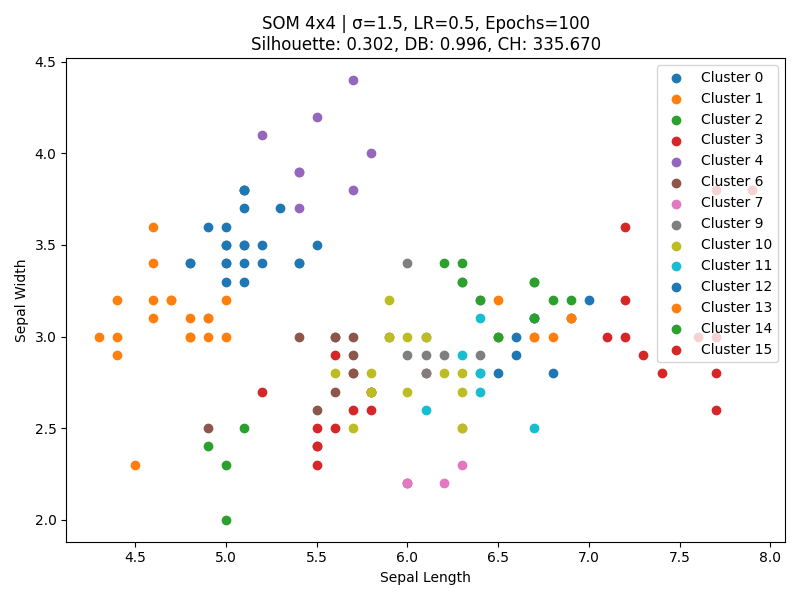 SOM 4x4 | σ=1.5, LR=0.5, Epochs=100
Silhouette: 0.302, DB: 0.996, CH: 335.670
4.5
4.0
3.5
3.0
2.5
2.0
Sepal Width
Cluster 0
Cluster 1
Cluster 2
Cluster 3
Cluster 4
Cluster 6
Cluster 7
Cluster 9
Cluster 10
Cluster 11
Cluster 12
Cluster 13
Cluster 14
Cluster 15
4.5 5.0 5.5 6.0 6.5 7.0 7.5 8.0
Sepal Length